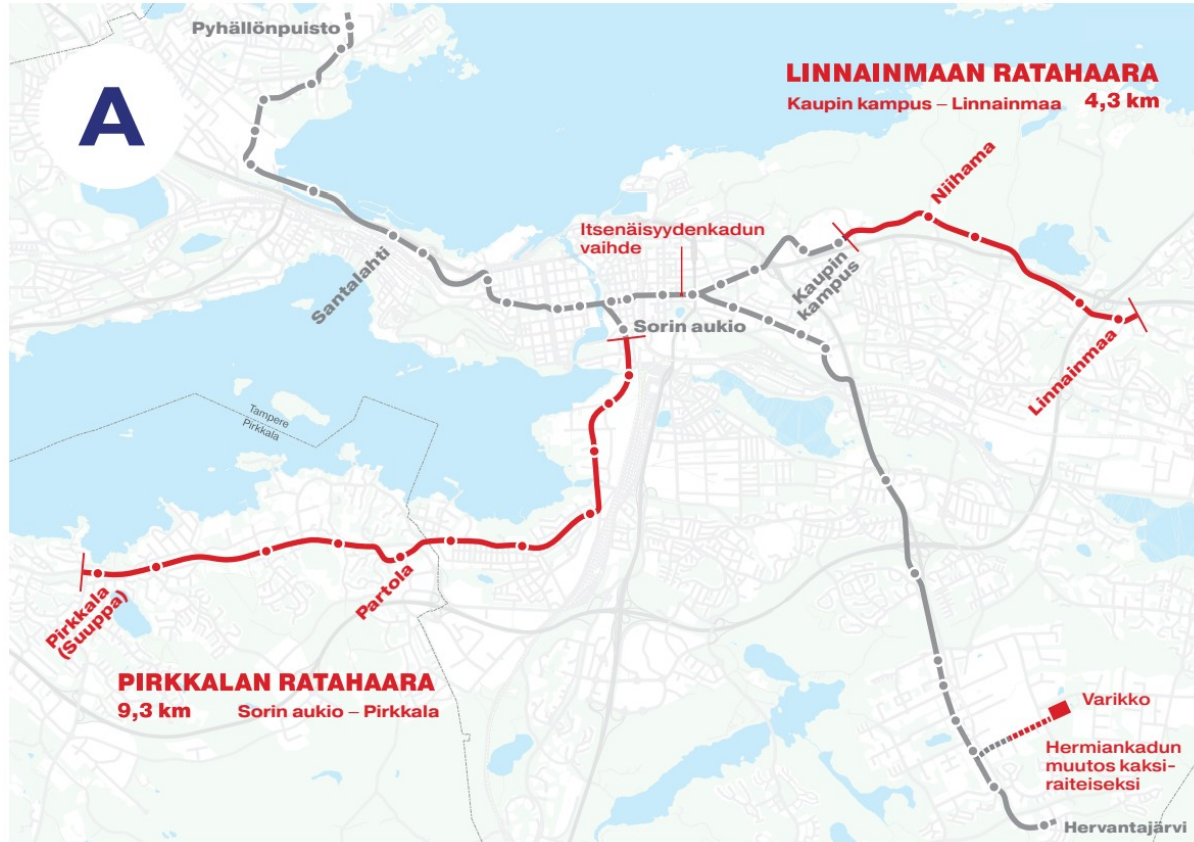 Pyhällönpuisto
A
LINNAINMAAN RATAHAARA
Kaupin kampus – Linnainmaa 4,3 km
Niihama
Itsenäisyydenkadun
vaihde
Santalahti
Kaupin
kampus
Sorin aukio
Linnainmaa
Tampere
Pirkkala
Partola
Pirkkala
(Suuppa)
PIRKKALAN RATAHAARA
9,3 km Sorin aukio – Pirkkala
Varikko
Hermiankadun
muutos kaksi-
raiteiseksi
Hervantajärvi